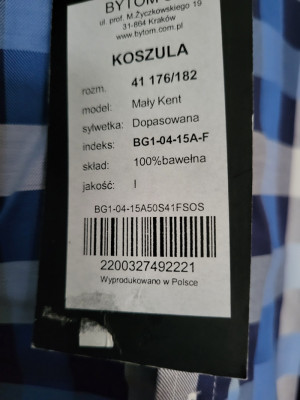 BYTOM S
ul. prof. M.Życzkowskiego 19
31-864 Kraków
www.bytom.com
KOSZULA
rozm. 41 176/182
model: Mały Kent
sylwetka: Dopasowana
indeks: BG1-04-15A-F
skład: 100%bawełna
jakość: I
BG1-04-15A50S41FSOS
2200327492221
Wyprodukowano w Polsce